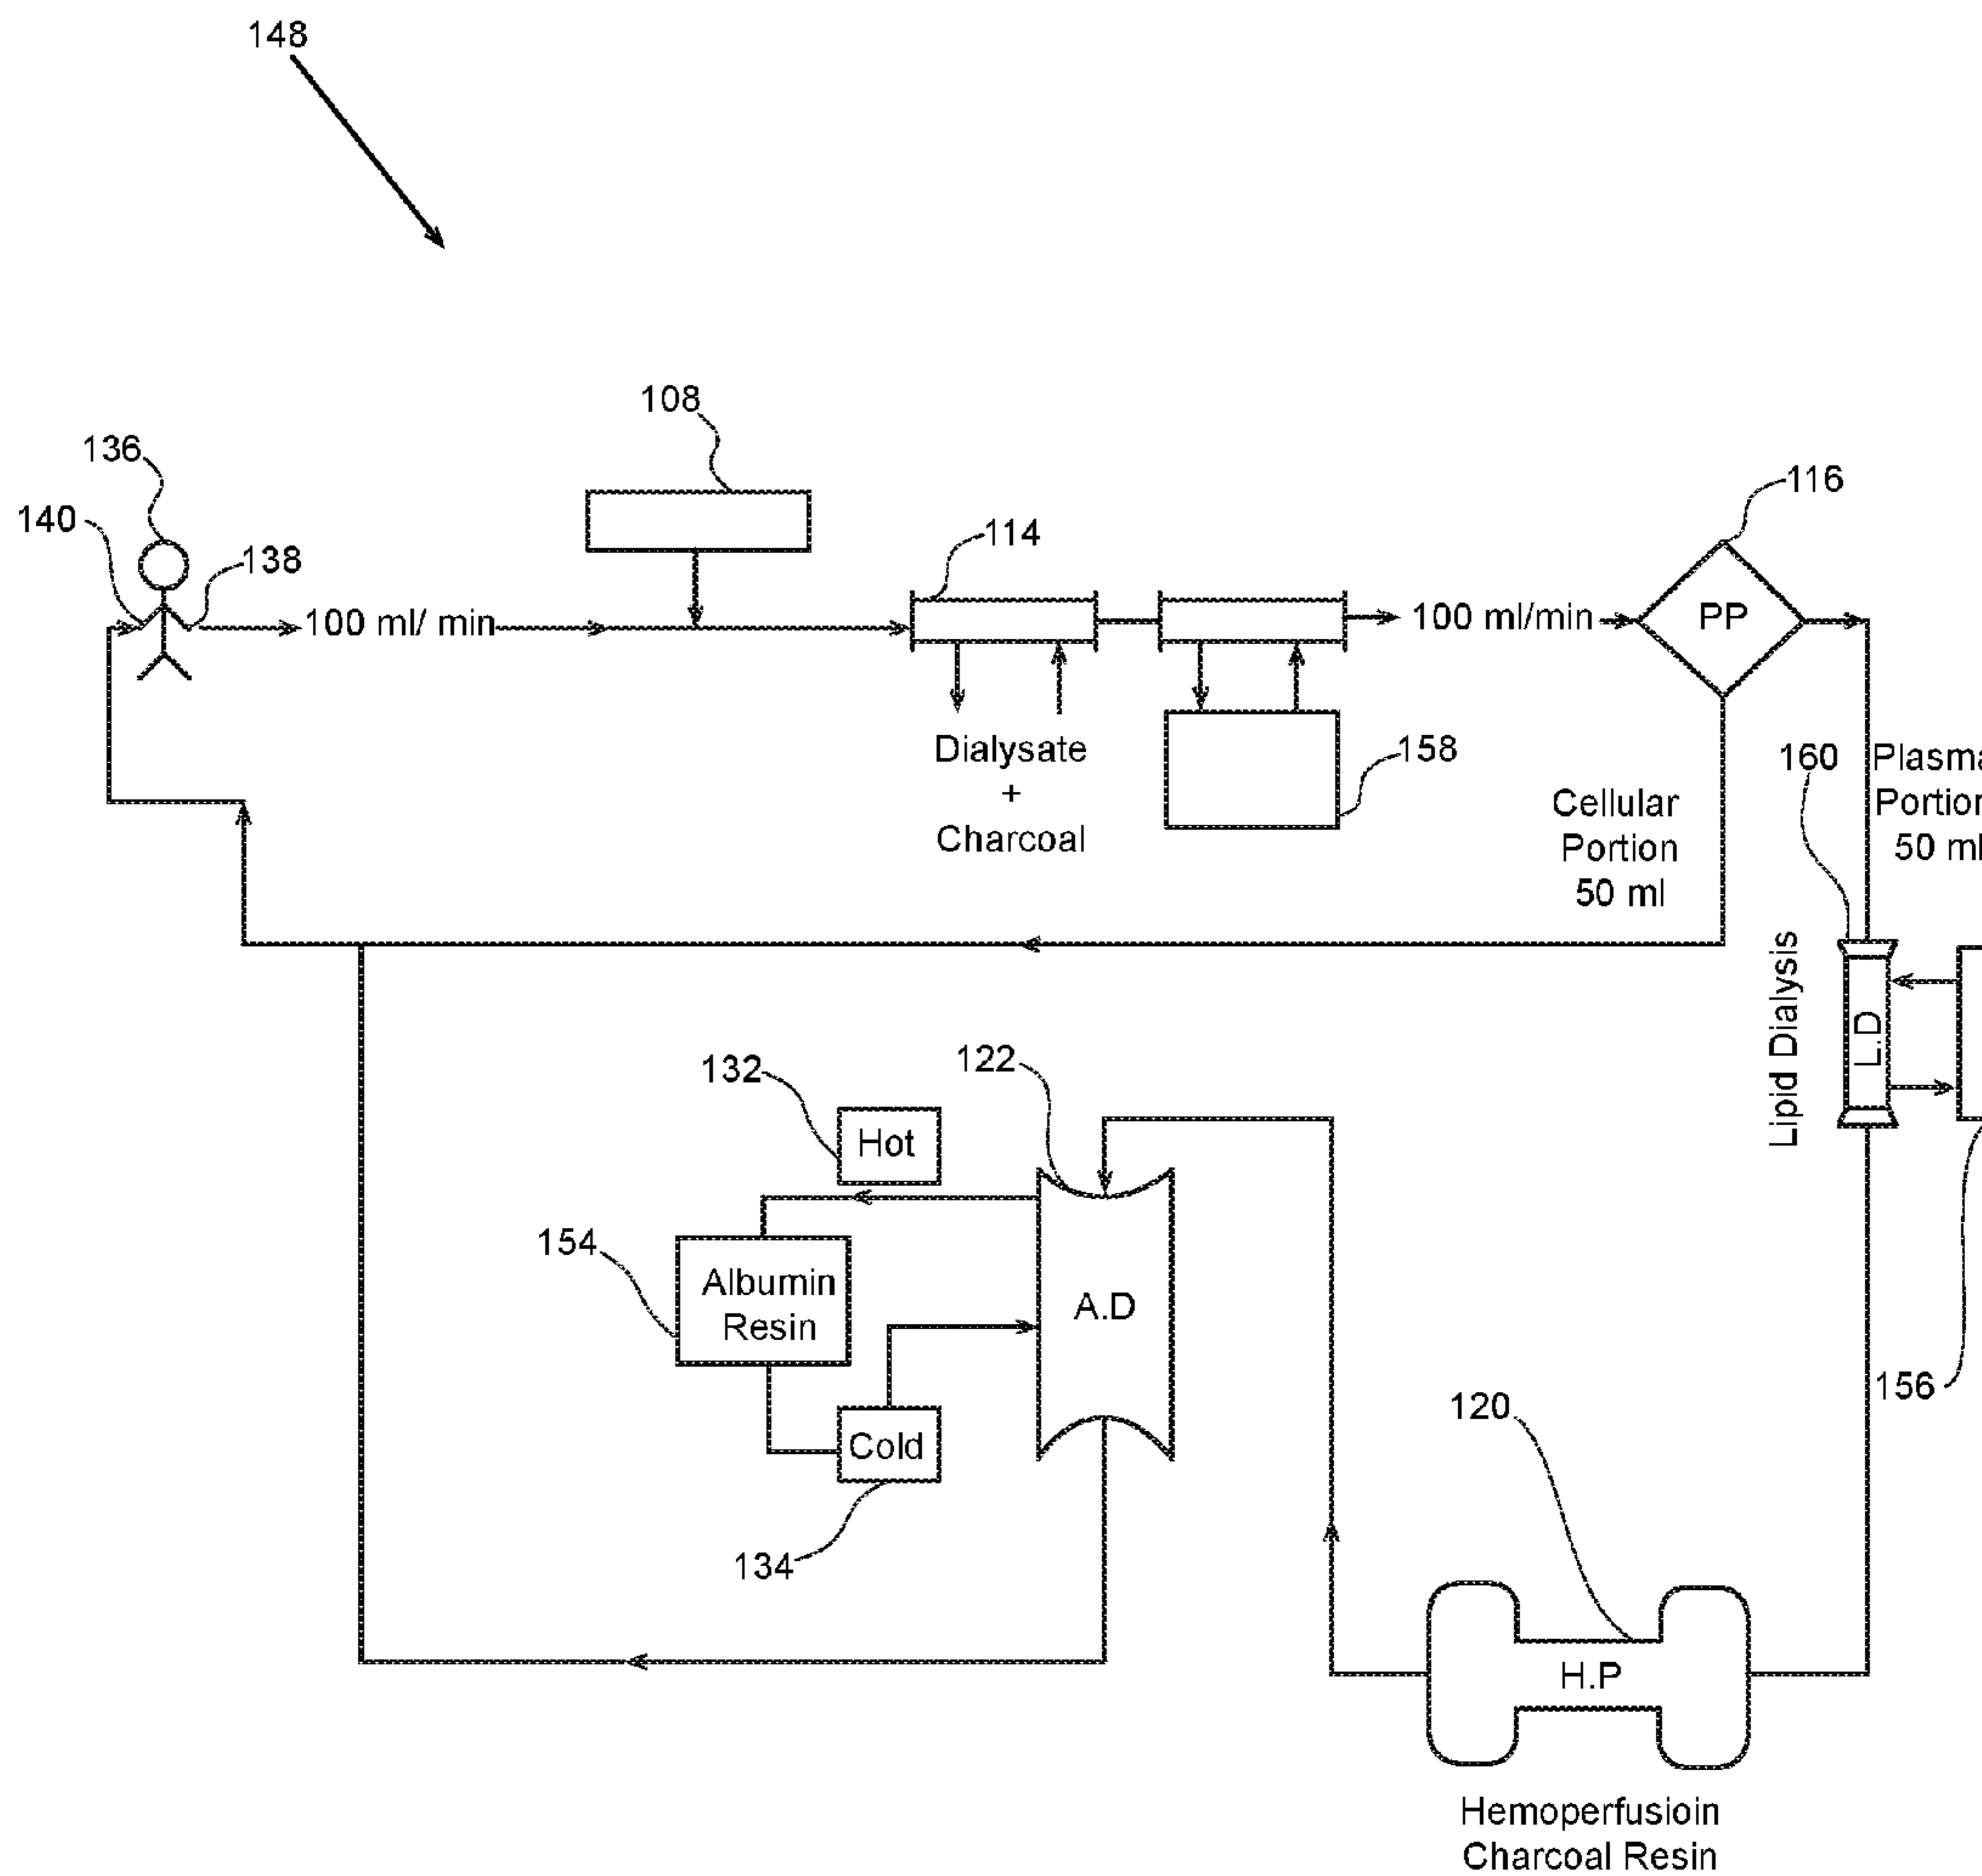 148
108
136
116
140
138
114
100 ml/ min
100 ml/min
PP
Dialysate
+
Charcoal
158
160
Plasma
Portion
50 ml
Cellular
Portion
50 ml
Lipid Dialysis
L.D
132
122
Hot
154
Albumin
Resin
A.D
Cold
134
156
120
H.P
Hemoperfusioin
Charcoal Resin